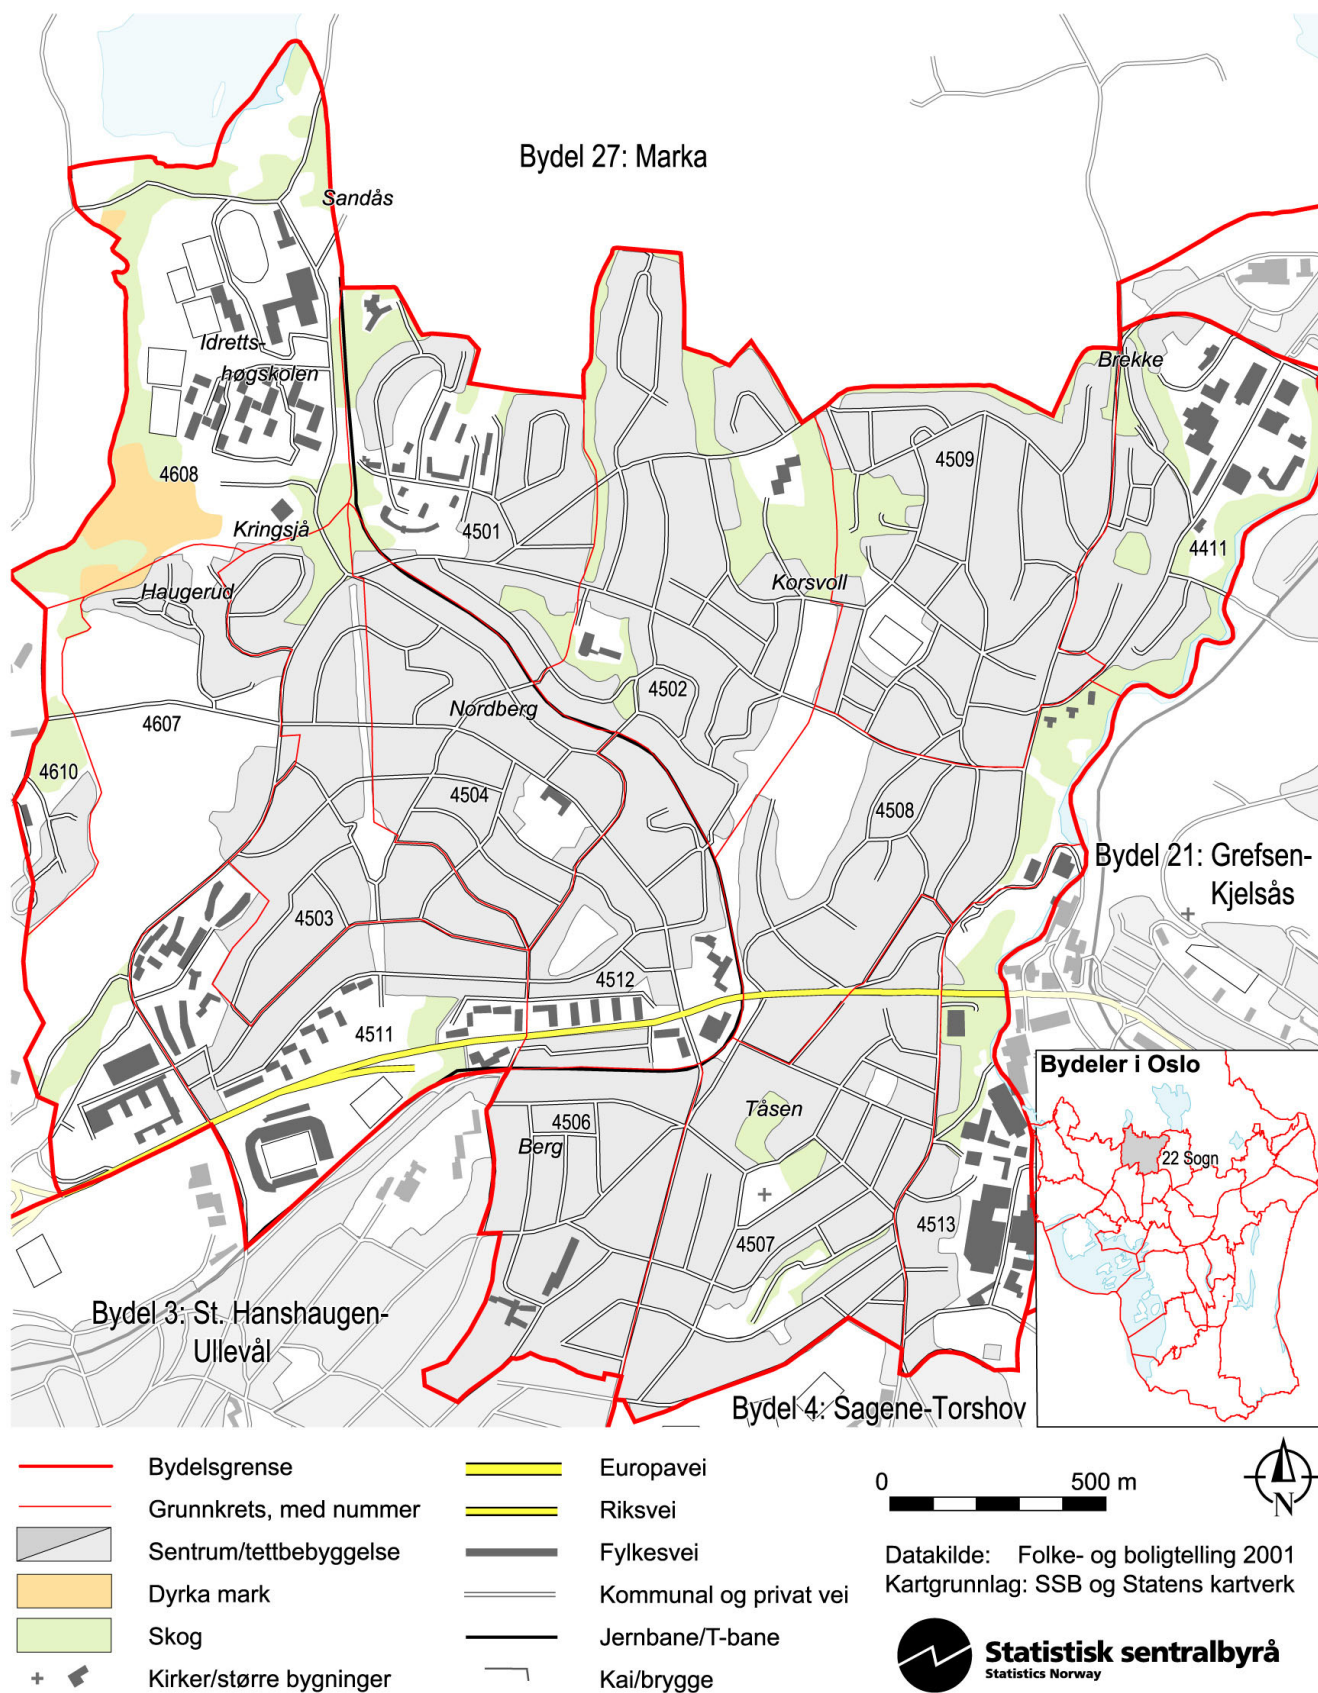 Bydel 27: Marka
Sandås
Idretts-
høgskolen
Brekke
4608
4509
Kringsjå
4501
4411
Haugerud
Korsvoll
4502
Nordberg
4607
4610
4504
4508
Bydel 21: Grefsen-
Kjelsås
4503
4512
4511
Bydeler i Oslo
22 Sogn
Tåsen
4506
Berg
4513
4507
Bydel 3: St. Hanshaugen-
Ullevål
Bydel 4: Sagene-Torshov
Bydelsgrense
Grunnkrets, med nummer
Sentrum/tettbebyggelse
Dyrka mark
Skog
Kirker/større bygninger
Europavei
Riksvei
Fylkesvei
Kommunal og privat vei
Jernbane/T-bane
Kai/brygge
0 500 m
N
Datakilde: Folke- og boligtelling 2001
Kartgrunnlag: SSB og Statens kartverk
Statistisk sentralbyrå
Statistics Norway